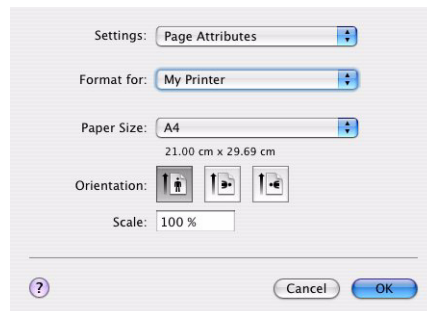 Settings: Page Attributes
Format for: My Printer
Paper Size: A4
21.00 cm x 29.69 cm
Orientation:
Scale: 100 %
? Cancel OK